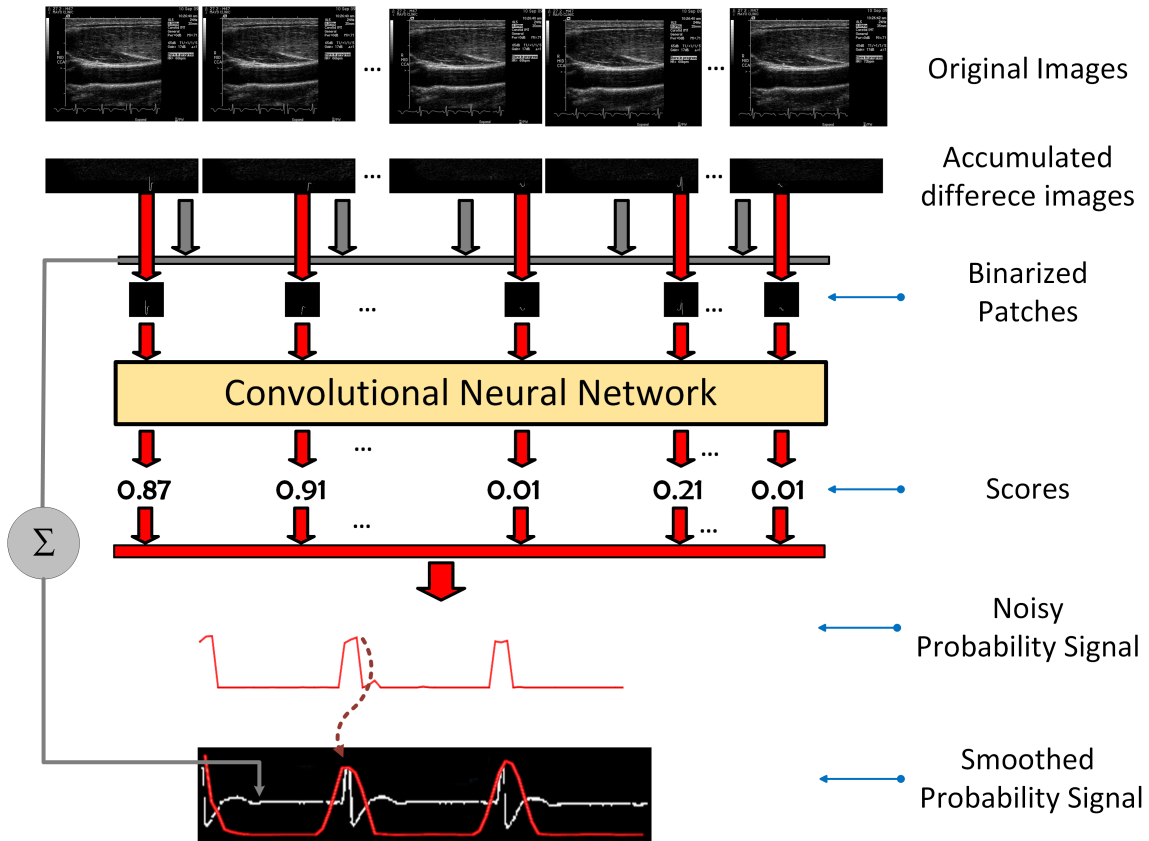 Original Images
...
...
Accumulated
differece images
...
...
Binarized
Patches
...
...
Convolutional Neural Network
...
...
0.87 0.91 0.01 0.21 0.01
Scores
...
...
Σ
Noisy
Probability Signal
Smoothed
Probability Signal